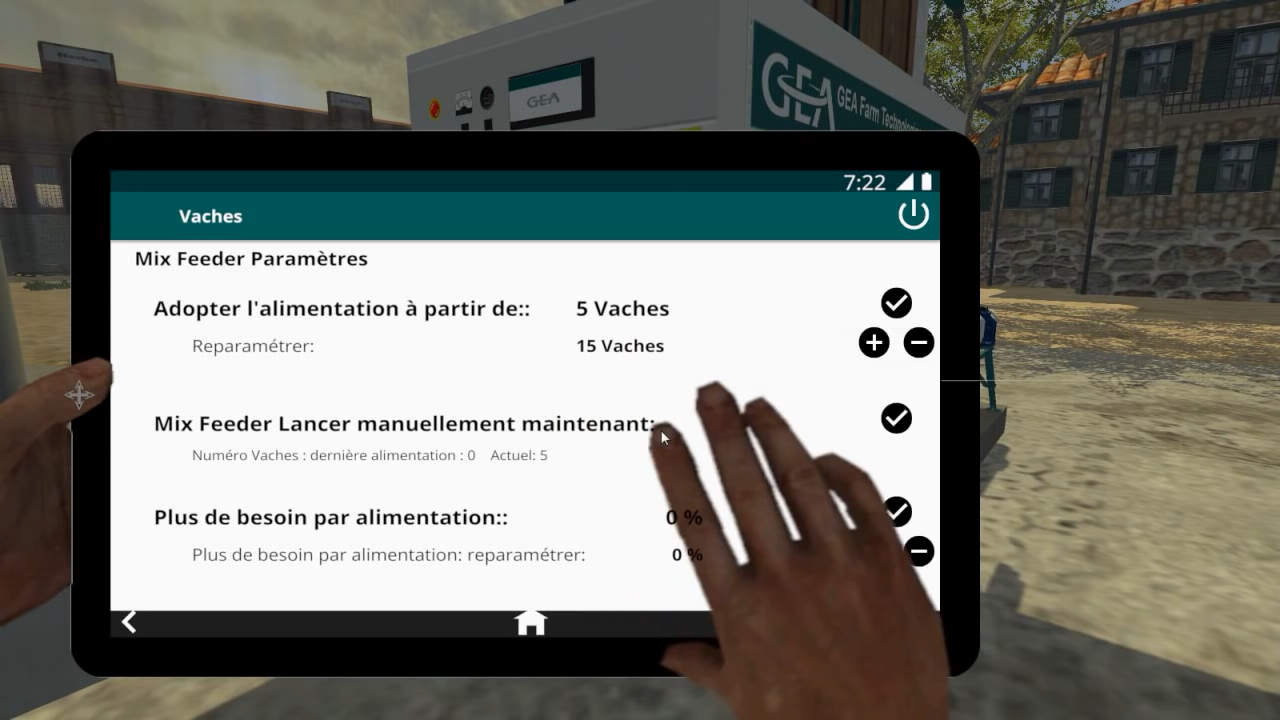 GEA
GEA Farm Technologies
7:22
Vaches
Mix Feeder Paramètres
Adopter l'alimentation à partir de:: 5 Vaches
Reparamétrer: 15 Vaches
Mix Feeder Lancer manuellement maintenant:
Numéro Vaches : dernière alimentation : 0 Actuel: 5
Plus de besoin par alimentation:: 0 %
Plus de besoin par alimentation: reparamétrer: 0 %